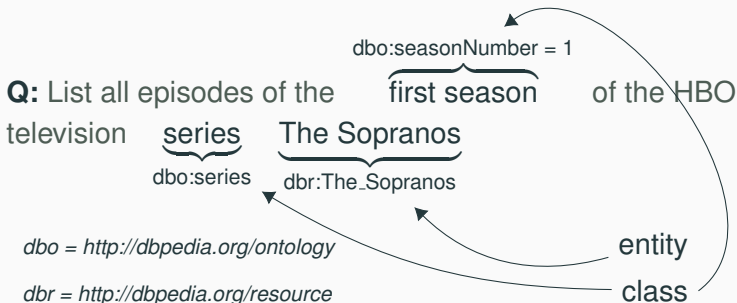 dbo:seasonNumber = 1
Q: List all episodes of the first season of the HBO
television series The Sopranos
dbo:series dbr:The_Sopranos
dbo = http://dbpedia.org/ontology entity
dbr = http://dbpedia.org/resource class